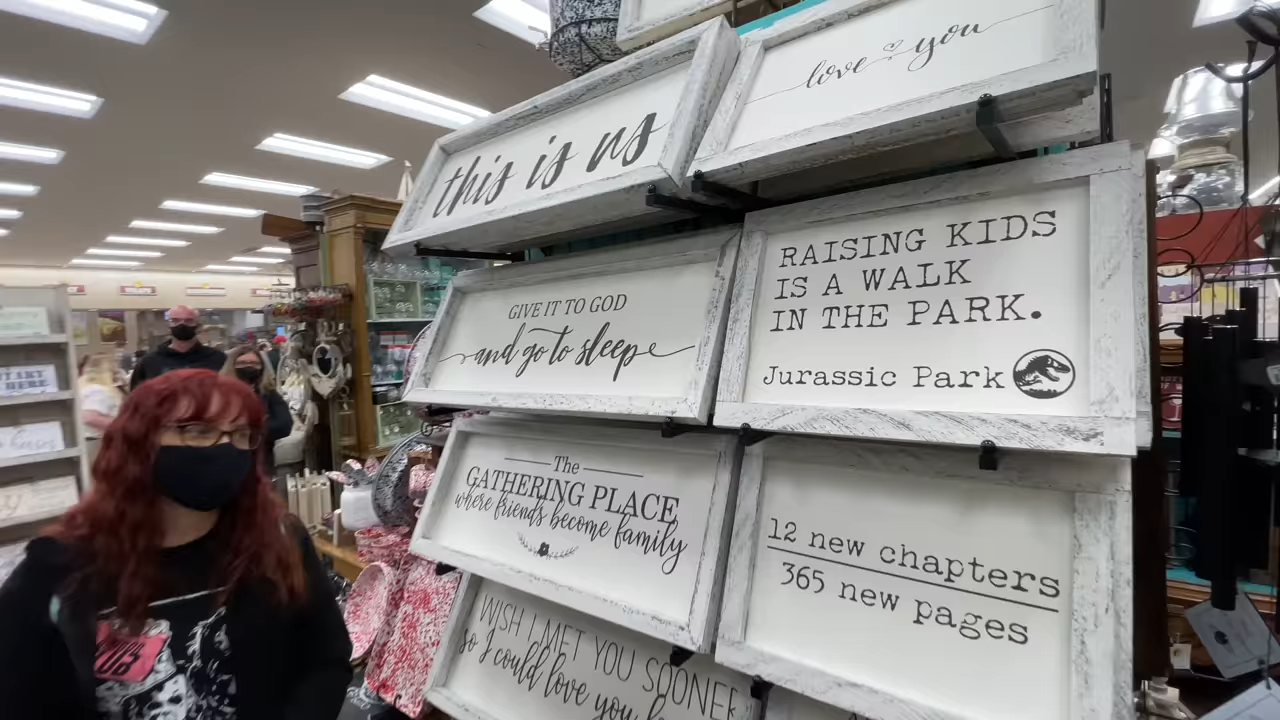 this is us
love you
GIVE IT TO GOD
and go to sleep
RAISING KIDS
IS A WALK
IN THE PARK.
Jurassic Park
The
GATHERING PLACE
where friends become family
12 new chapters
365 new pages
WISH I MET YOU SOONER
so I could love you